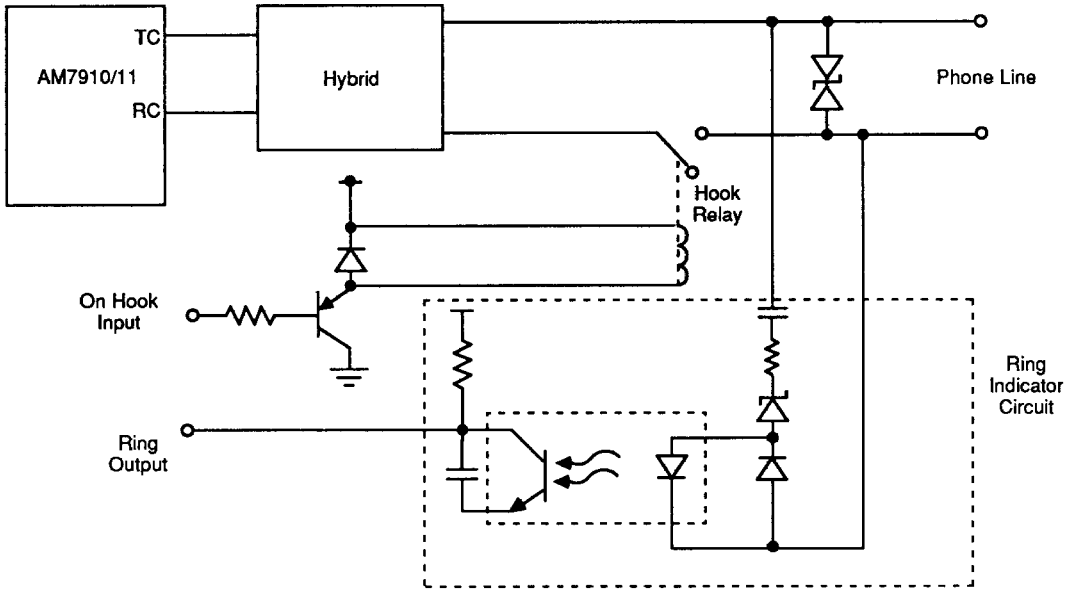 TC
AM7910/11
Hybrid
Phone Line
RC
Hook
Relay
On Hook
Input
Ring
Indicator
Circuit
Ring
Output